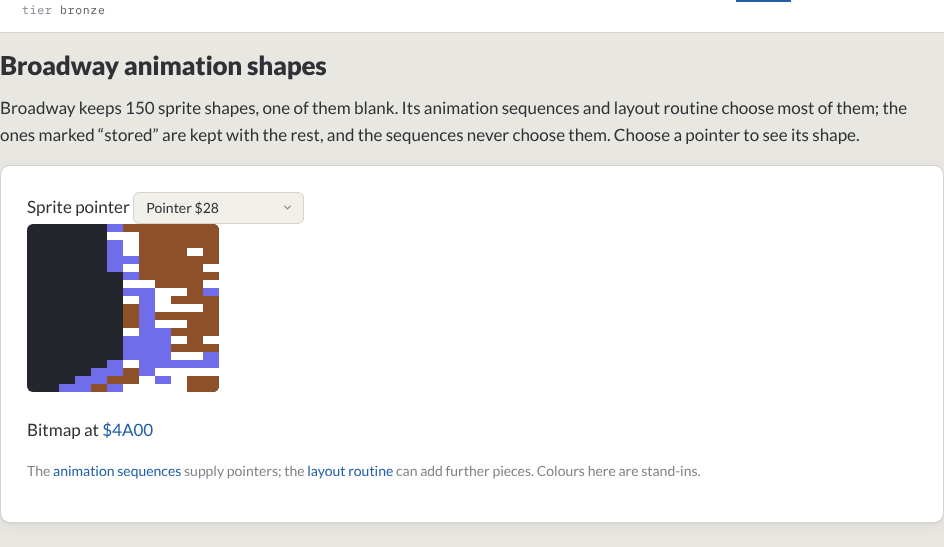 tier bronze
Broadway animation shapes
Broadway keeps 150 sprite shapes, one of them blank. Its animation sequences and layout routine choose most of them; the
ones marked “stored” are kept with the rest, and the sequences never choose them. Choose a pointer to see its shape.
Sprite pointer Pointer $28
Bitmap at $4A00
The animation sequences supply pointers; the layout routine can add further pieces. Colours here are stand-ins.